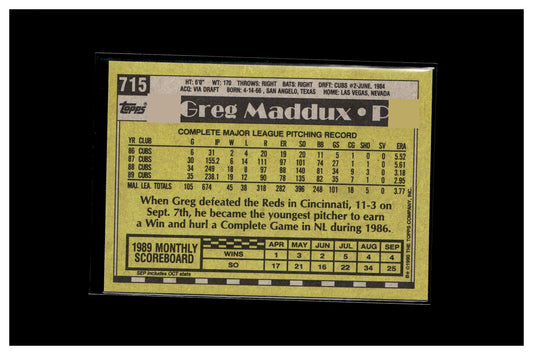 715
HT: 6'0" WT: 170 THROWS: RIGHT BATS: RIGHT DRFT: CUBS #2-JUNE, 1984
ACQ: VIA DRAFT BORN: 4-14-66, SAN ANGELO, TEXAS HOME: LAS VEGAS, NEVADA
TOPPS
Greg Maddux • P
COMPLETE MAJOR LEAGUE PITCHING RECORD
YR CLUB G IP W L R ER SO BB GS CG SHO SV ERA
86 CUBS 6 31 2 4 20 19 20 11 5 1 0 0 5.52
87 CUBS 30 155.2 6 14 111 97 101 74 27 1 1 0 5.61
88 CUBS 34 249 18 8 97 88 140 81 34 9 3 0 3.18
89 CUBS 35 238.1 19 12 90 78 135 82 35 7 1 0 2.95
MAJ. LEA. TOTALS 105 674 45 38 318 282 396 248 101 18 5 0 3.77
When Greg defeated the Reds in Cincinnati, 11-3 on
Sept. 7th, he became the youngest pitcher to earn
a Win and hurl a Complete Game in NL during 1986.
1989 MONTHLY SCOREBOARD
APR MAY JUN JUL AUG SEP
WINS 1 3 2 5 4 4
SO 17 21 16 22 34 25
SEP includes OCT stats
©1990 THE TOPPS COMPANY, INC.